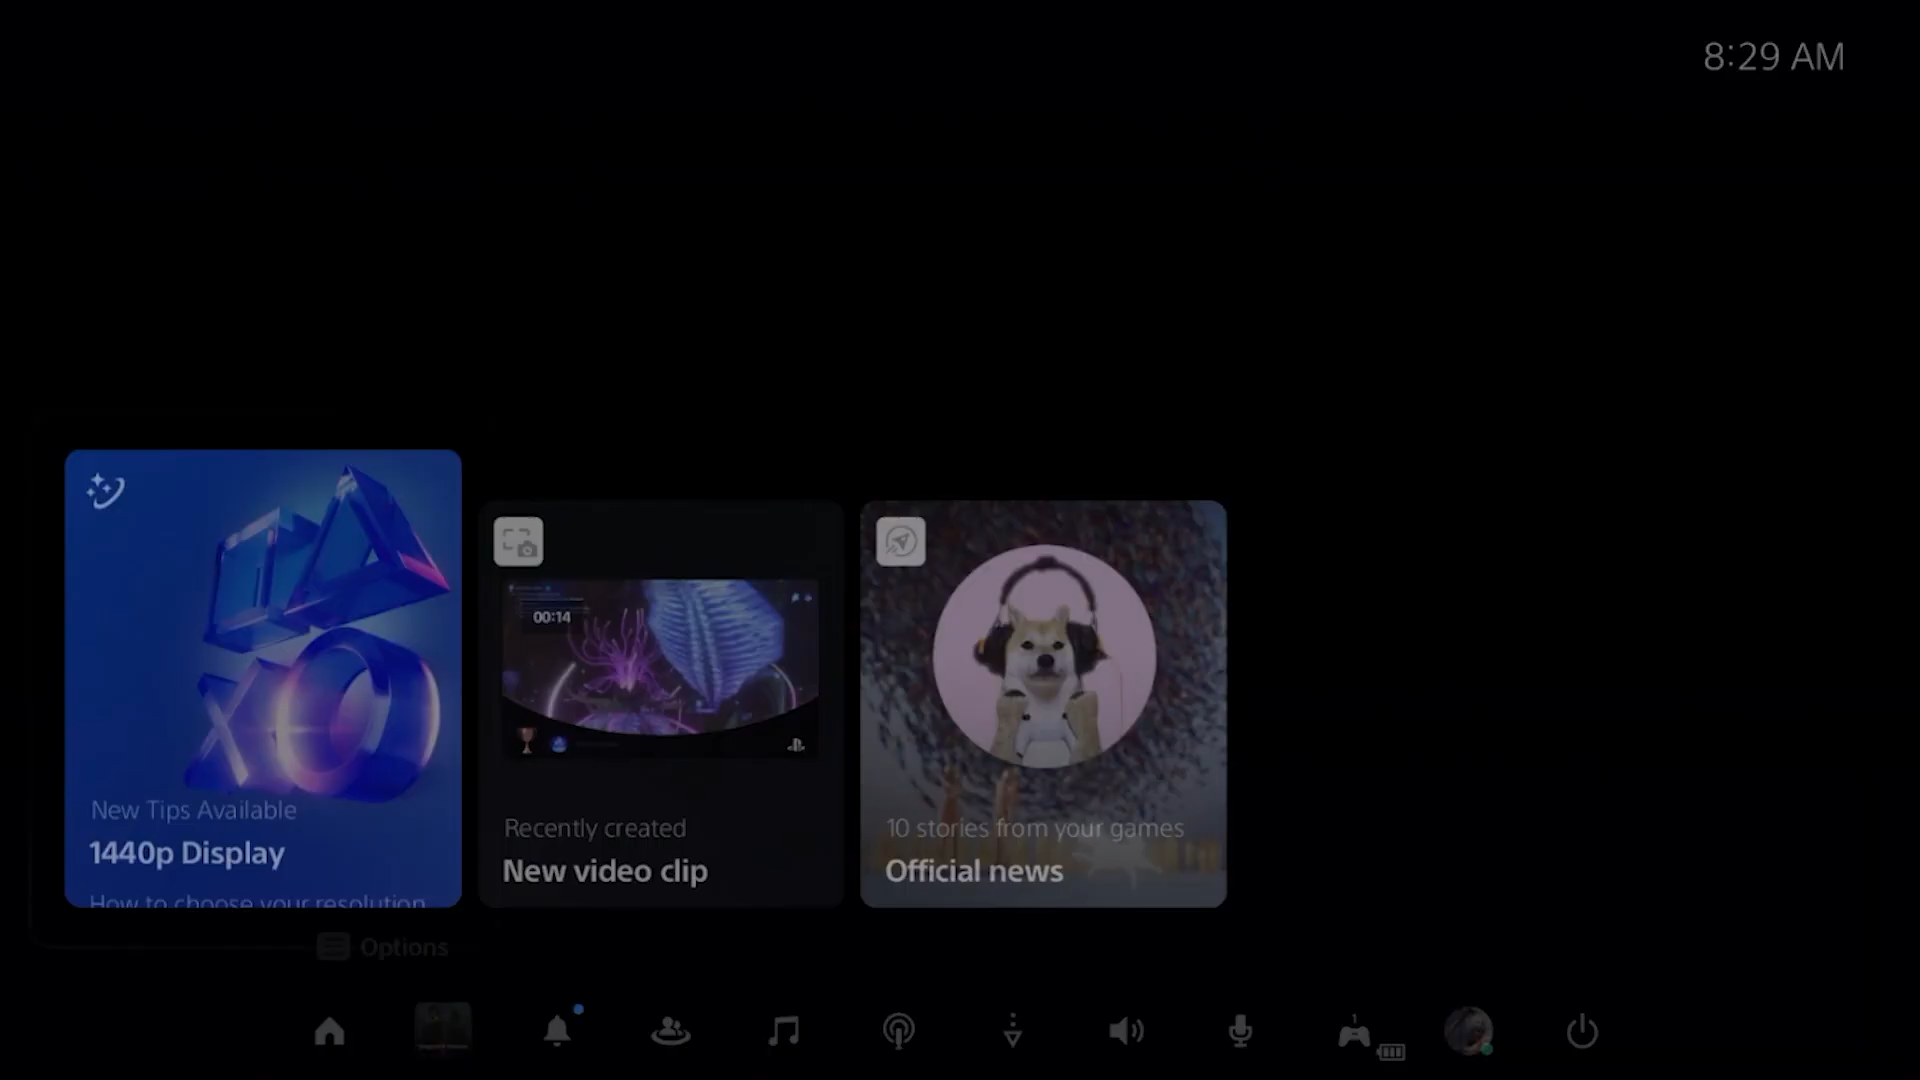 8:29 AM
New Tips Available
1440p Display
How to choose your resolution
00:14
Recently created
New video clip
10 stories from your games
Official news
Options
1